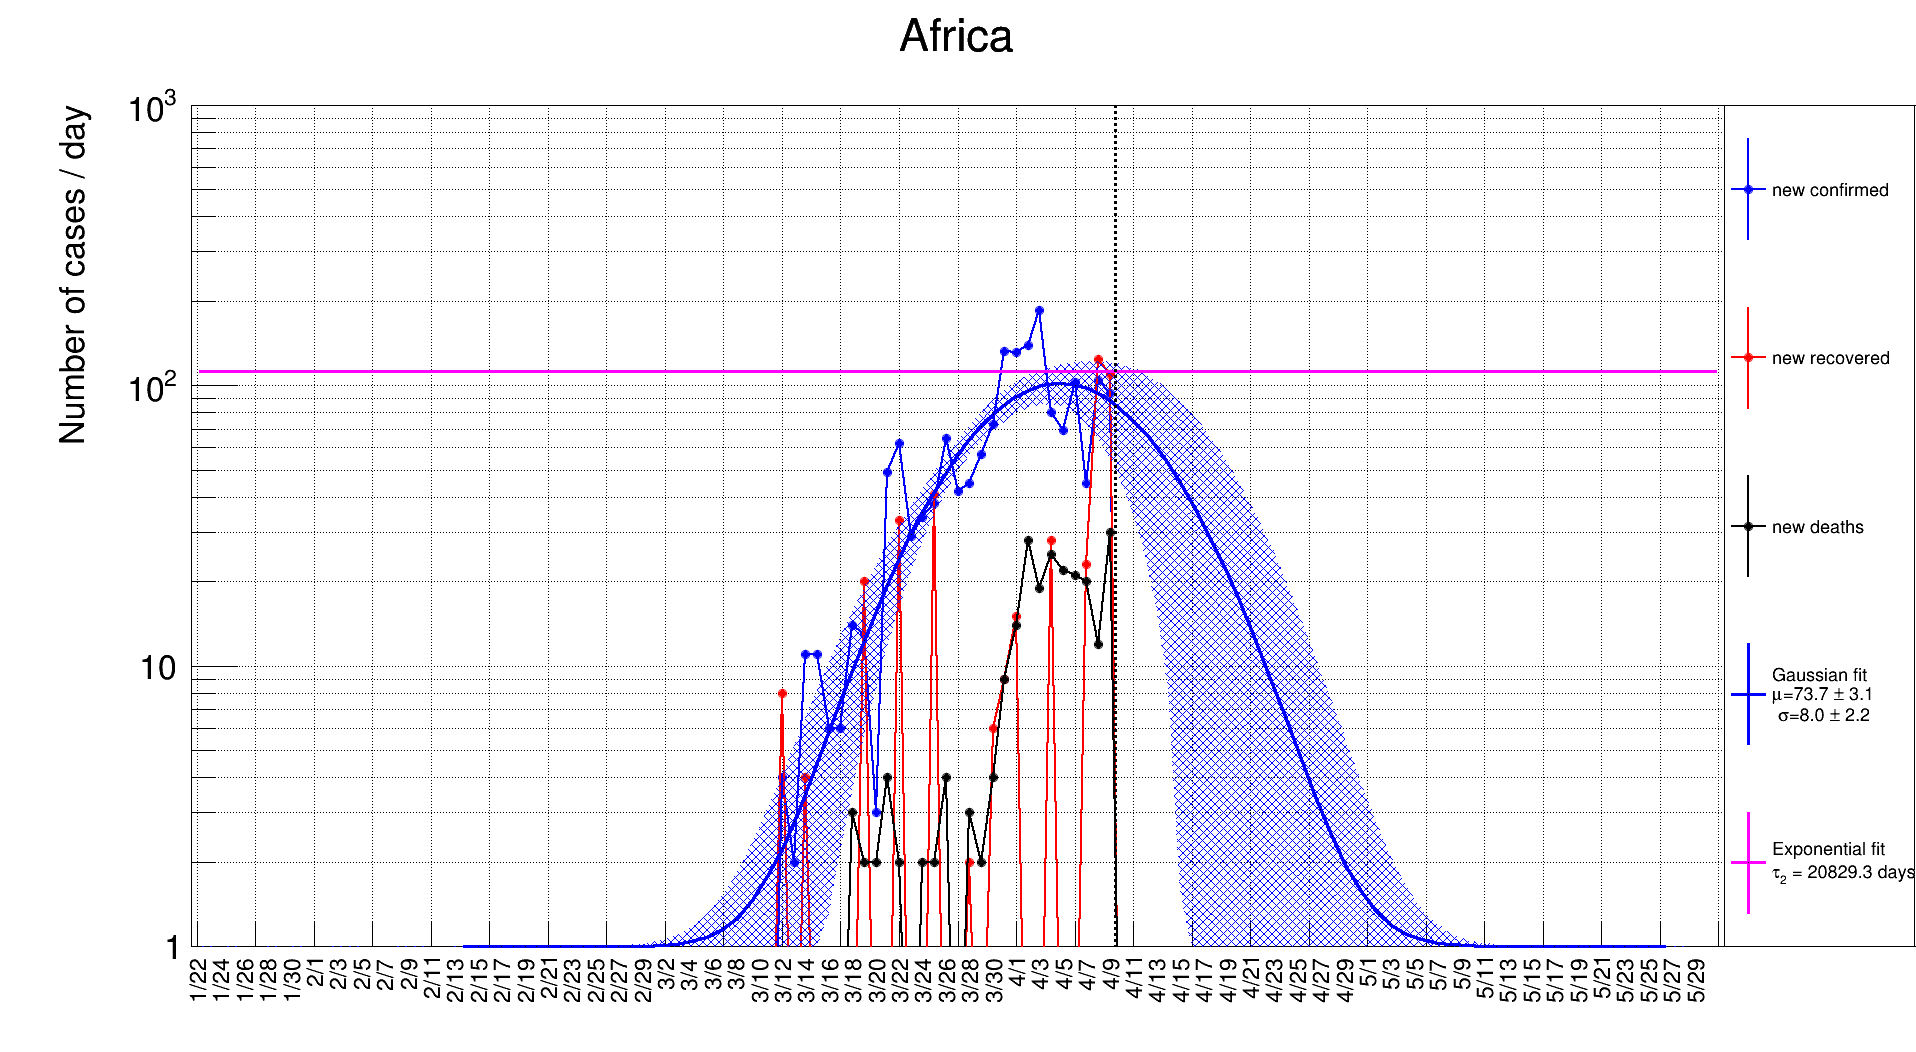 Africa
Number of cases / day
10³
10²
10
1
1/22 1/24 1/26 1/28 1/30 2/1 2/3 2/5 2/7 2/9 2/11 2/13 2/15 2/17 2/19 2/21 2/23 2/25 2/27 2/29 3/2 3/4 3/6 3/8 3/10 3/12 3/14 3/16 3/18 3/20 3/22 3/24 3/26 3/28 3/30 4/1 4/3 4/5 4/7 4/9 4/11 4/13 4/15 4/17 4/19 4/21 4/23 4/25 4/27 4/29 5/1 5/3 5/5 5/7 5/9 5/11 5/13 5/15 5/17 5/19 5/21 5/23 5/25 5/27 5/29
new confirmed
new recovered
new deaths
Gaussian fit
μ=73.7 ± 3.1
σ=8.0 ± 2.2
Exponential fit
τ₂ = 20829.3 days